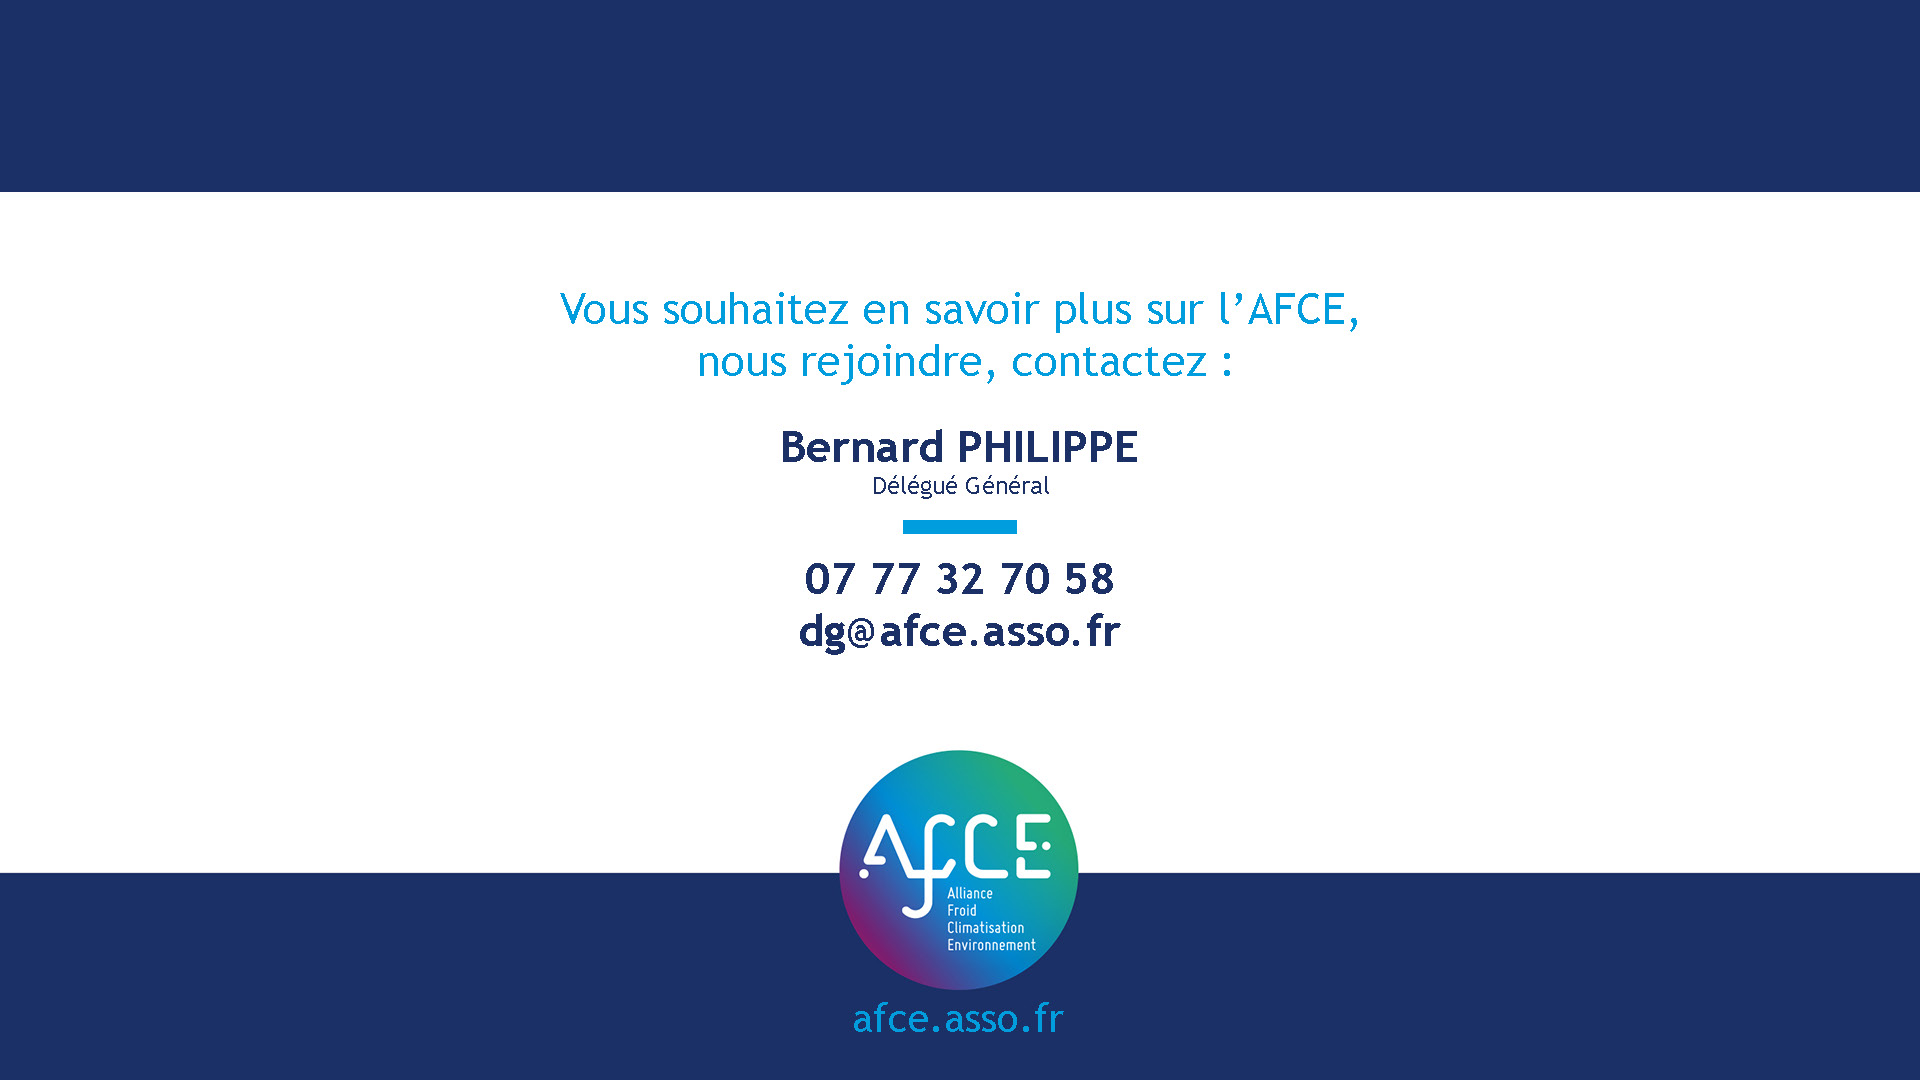 Vous souhaitez en savoir plus sur l’AFCE,
nous rejoindre, contactez :
Bernard PHILIPPE
Délégué Général
07 77 32 70 58
dg@afce.asso.fr
AFCE
Alliance
Froid
Climatisation
Environnement
afce.asso.fr